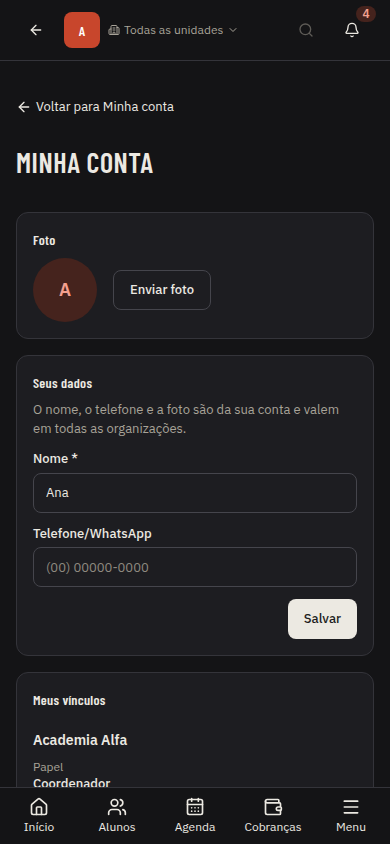 A
Todas as unidades
4
Voltar para Minha conta
MINHA CONTA
Foto
A
Enviar foto
Seus dados
O nome, o telefone e a foto são da sua conta e valem
em todas as organizações.
Nome *
Ana
Telefone/WhatsApp
(00) 00000-0000
Salvar
Meus vínculos
Academia Alfa
Papel
Coordenador
Início
Alunos
Agenda
Cobranças
Menu